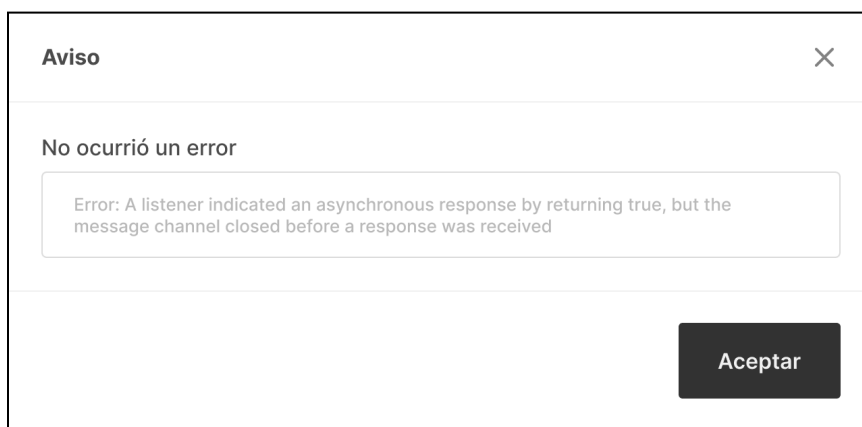 Aviso
No ocurrió un error
Error: A listener indicated an asynchronous response by returning true, but the
message channel closed before a response was received
Aceptar